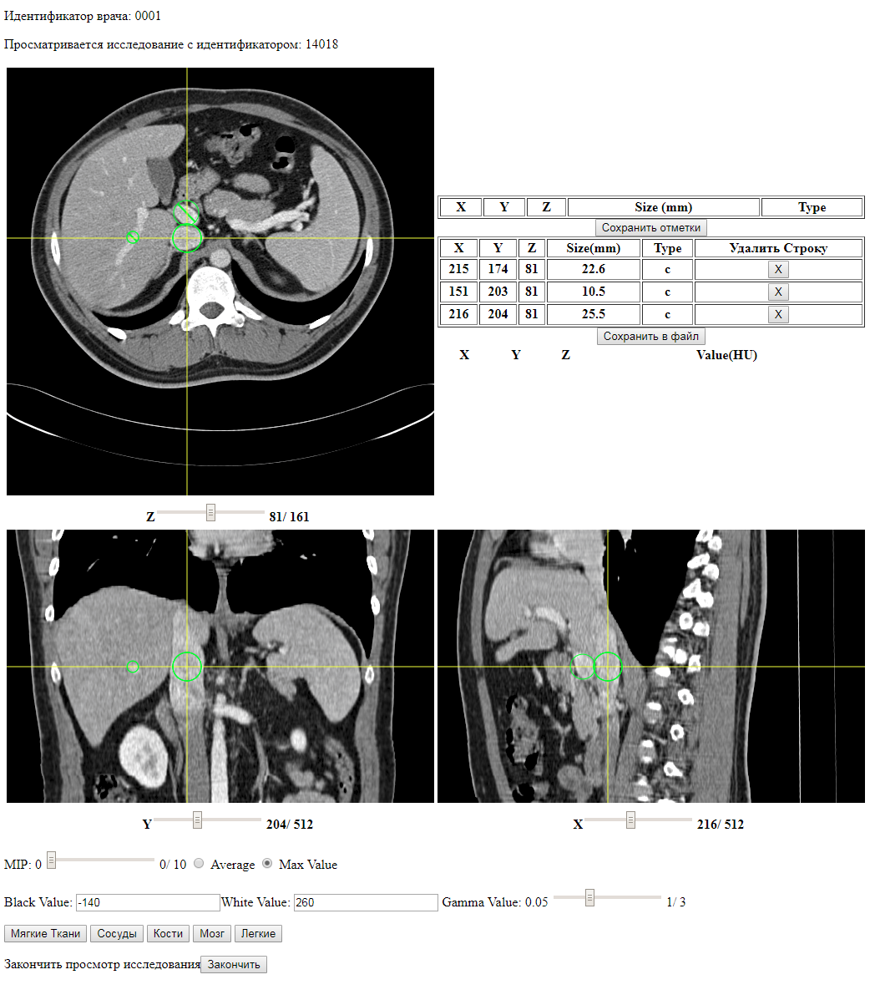 Идентификатор врача: 0001
Просматривается исследование с идентификатором: 14018
X Y Z Size (mm) Type
Сохранить отметки
X Y Z Size(mm) Type Удалить Строку
215 174 81 22.6 c X
151 203 81 10.5 c X
216 204 81 25.5 c X
Сохранить в файл
X Y Z Value(HU)
Z 81/ 161
Y 204/ 512 X 216/ 512
MIP: 0 0/ 10 Average Max Value
Black Value: -140 White Value: 260 Gamma Value: 0.05 1/ 3
Мягкие Ткани Сосуды Кости Мозг Легкие
Закончить просмотр исследования Закончить